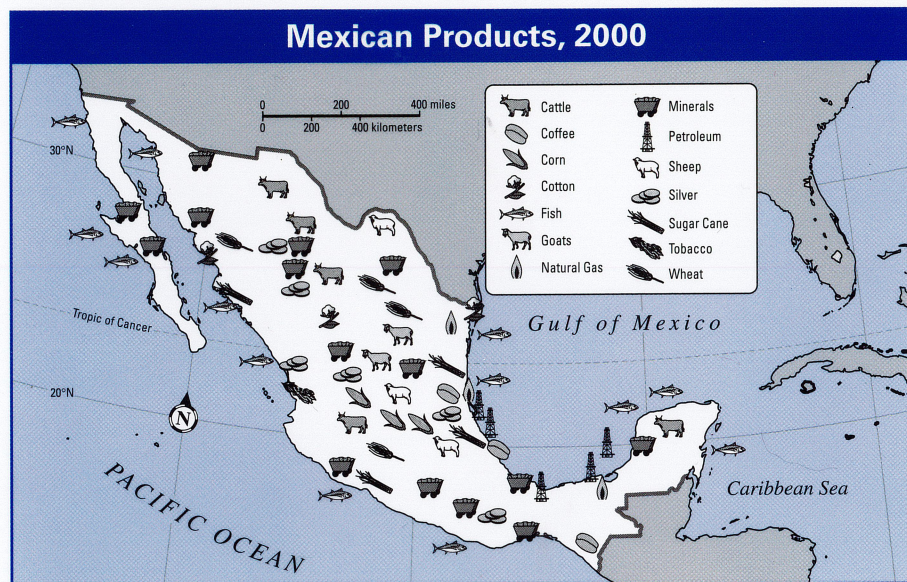 Mexican Products, 2000
0 200 400 miles
0 200 400 kilometers
Cattle
Coffee
Corn
Cotton
Fish
Goats
Natural Gas
Minerals
Petroleum
Sheep
Silver
Sugar Cane
Tobacco
Wheat
30°N
Tropic of Cancer
Gulf of Mexico
20°N
N
Caribbean Sea
PACIFIC OCEAN